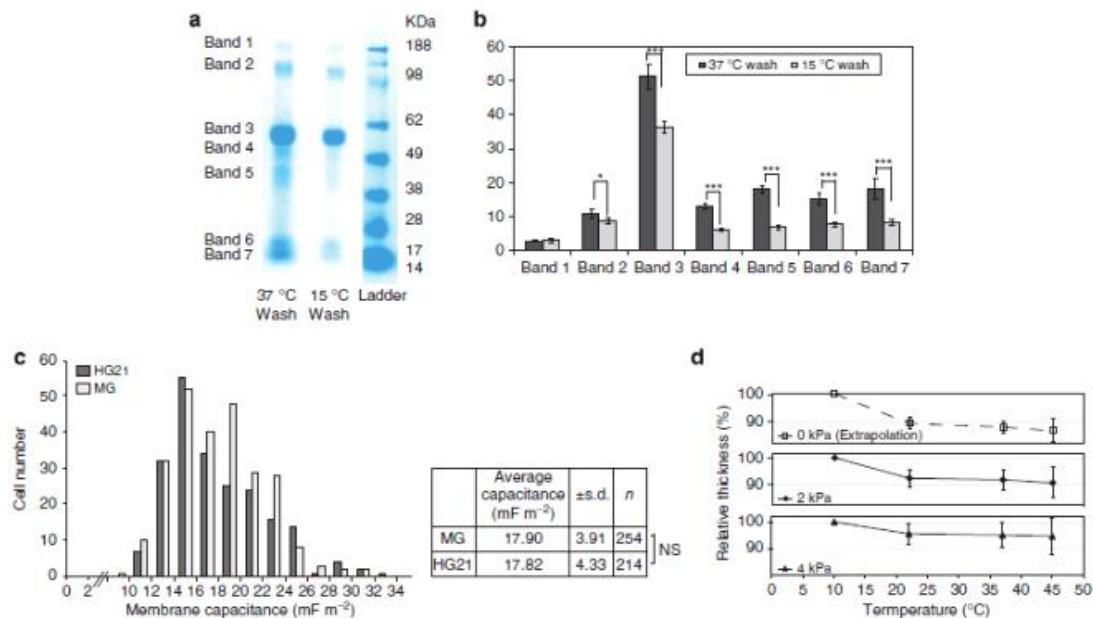 a
KDa
Band 1
Band 2
Band 3
Band 4
Band 5
Band 6
Band 7
188
98
62
49
38
28
17
14
37 °C
Wash
15 °C
Wash
Ladder
b
60
50
40
30
20
10
0
37 °C wash
15 °C wash
*
***
***
***
***
***
Band 1 Band 2 Band 3 Band 4 Band 5 Band 6 Band 7
c
Cell number
60
50
40
30
20
10
0
HG21
MG
0 2 10 12 14 16 18 20 22 24 26 28 30 32 34
Membrane capacitance (mF m⁻²)
Average capacitance (mF m⁻²) ±s.d. n
MG 17.90 3.91 254
HG21 17.82 4.33 214
NS
d
Relative thickness (%)
100
90
0 kPa (Extrapolation)
100
90
2 kPa
100
90
4 kPa
0 5 10 15 20 25 30 35 40 45 50
Termperature (°C)